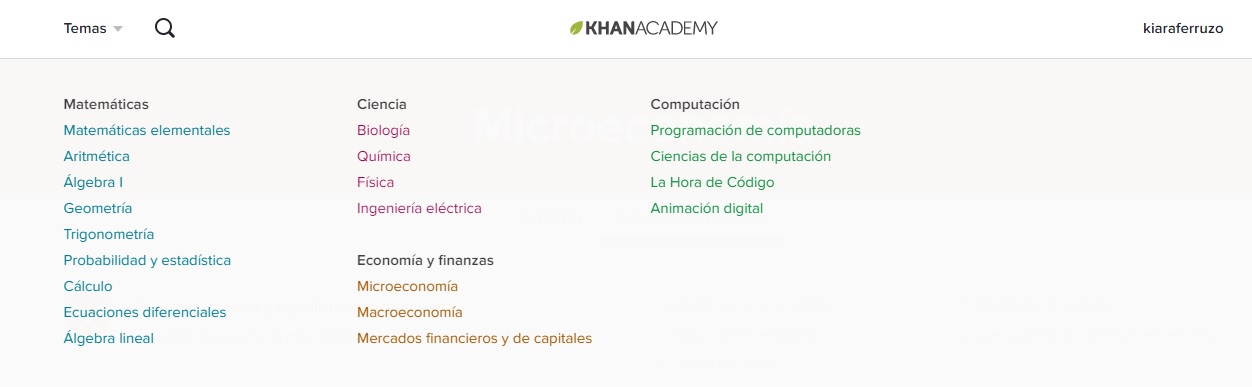 Temas
KHANACADEMY
kiaraferruzo
Matemáticas
Matemáticas elementales
Aritmética
Álgebra I
Geometría
Trigonometría
Probabilidad y estadística
Cálculo
Ecuaciones diferenciales
Álgebra lineal
Ciencia
Biología
Química
Física
Ingeniería eléctrica
Economía y finanzas
Microeconomía
Macroeconomía
Mercados financieros y de capitales
Computación
Programación de computadoras
Ciencias de la computación
La Hora de Código
Animación digital